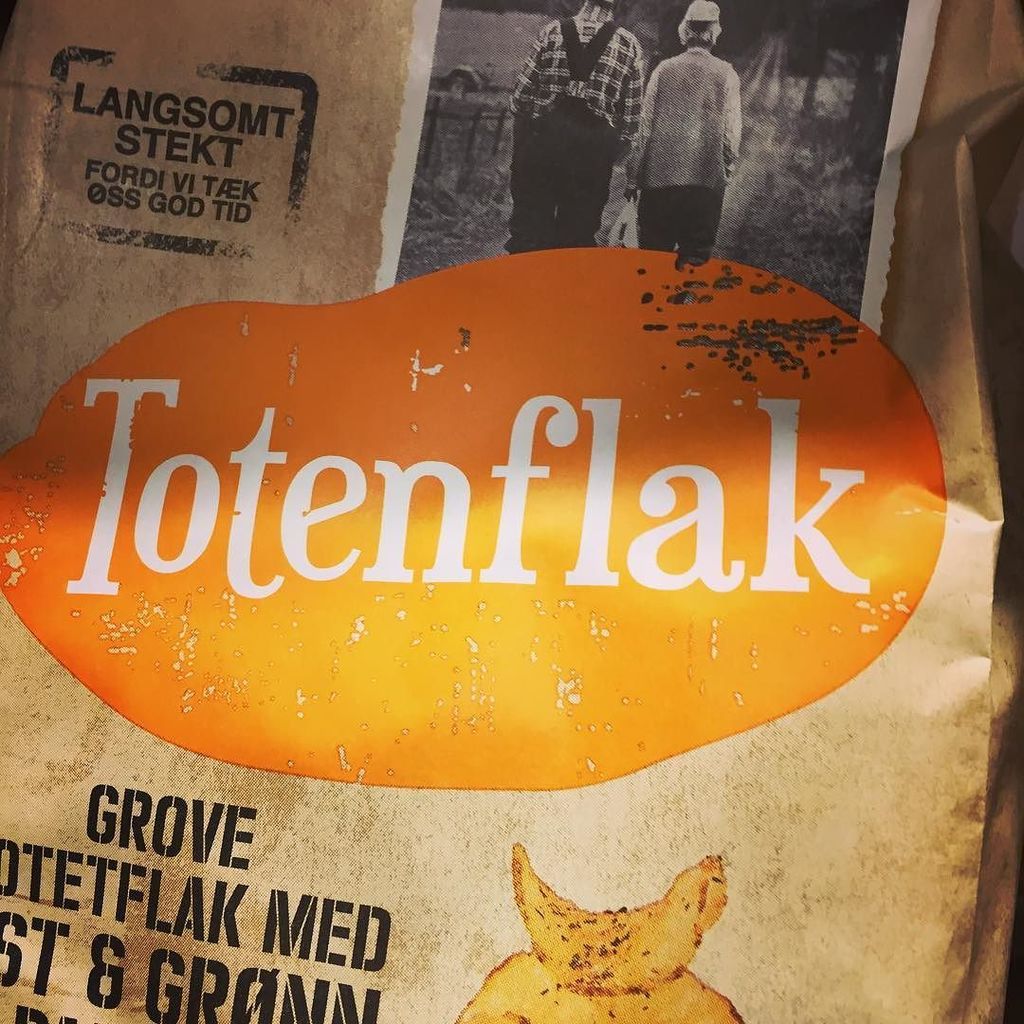 LANGSOMT
STEKT
FORDI VI TÆK
ØSS GOD TID
Totenflak
GROVE
OTETFLAK MED
ST & GRØNN